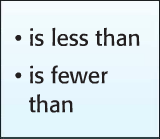 • is less than
• is fewer
than